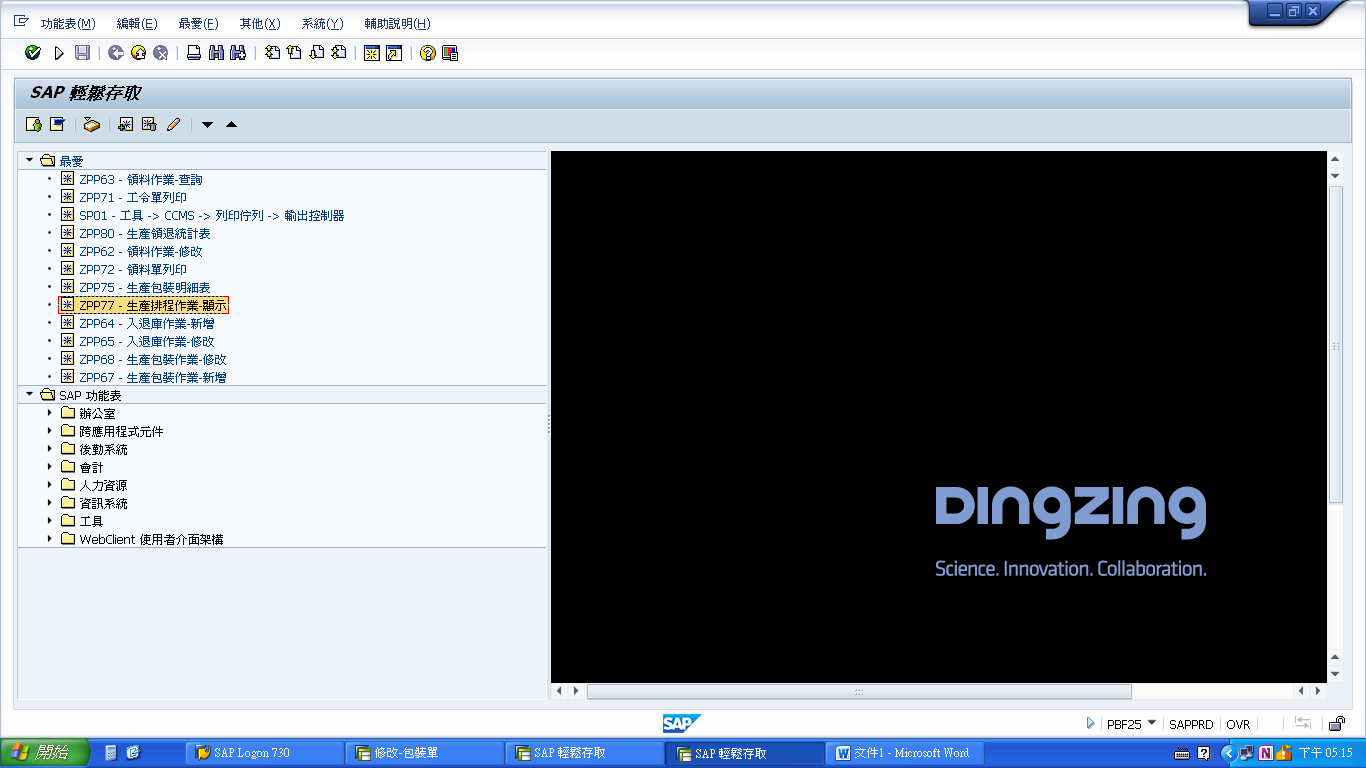 功能表(M) 編輯(E) 最愛(F) 其他(X) 系統(Y) 輔助說明(H)
SAP 輕鬆存取
最愛
ZPP63 - 領料作業-查詢
ZPP71 - 工令單列印
SP01 - 工具 -> CCMS -> 列印佇列 -> 輸出控制器
ZPP80 - 生產領退統計表
ZPP62 - 領料作業-修改
ZPP72 - 領料單列印
ZPP75 - 生產包裝明細表
ZPP77 - 生產排程作業-顯示
ZPP64 - 入退庫作業-新增
ZPP65 - 入退庫作業-修改
ZPP68 - 生產包裝作業-修改
ZPP67 - 生產包裝作業-新增
SAP 功能表
辦公室
跨應用程式元件
後勤系統
會計
人力資源
資訊系統
工具
WebClient 使用者介面架構
DINGZING
Science. Innovation. Collaboration.
SAP PBF25 SAPPRD OVR
開始 SAP Logon 730 修改-包裝單 SAP 輕鬆存取 SAP 輕鬆存取 文件1 - Microsoft Word 下午 05:15